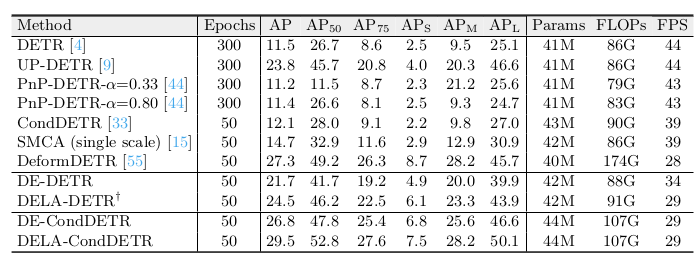 Method Epochs AP AP50 AP75 APS APM APL Params FLOPs FPS
DETR [4] 300 11.5 26.7 8.6 2.5 9.5 25.1 41M 86G 44
UP-DETR [9] 300 23.8 45.7 20.8 4.0 20.3 46.6 41M 86G 44
PnP-DETR-α=0.33 [44] 300 11.2 11.5 8.7 2.3 21.2 25.6 41M 79G 43
PnP-DETR-α=0.80 [44] 300 11.4 26.6 8.1 2.5 9.3 24.7 41M 83G 43
CondDETR [33] 50 12.1 28.0 9.1 2.2 9.8 27.0 43M 90G 39
SMCA (single scale) [15] 50 14.7 32.9 11.6 2.9 12.9 30.9 42M 86G 39
DeformDETR [55] 50 27.3 49.2 26.3 8.7 28.2 45.7 40M 174G 28
DE-DETR 50 21.7 41.7 19.2 4.9 20.0 39.9 42M 88G 34
DELA-DETR† 50 24.5 46.2 22.5 6.1 23.3 43.9 42M 91G 29
DE-CondDETR 50 26.8 47.8 25.4 6.8 25.6 46.6 44M 107G 29
DELA-CondDETR 50 29.5 52.8 27.6 7.5 28.2 50.1 44M 107G 29